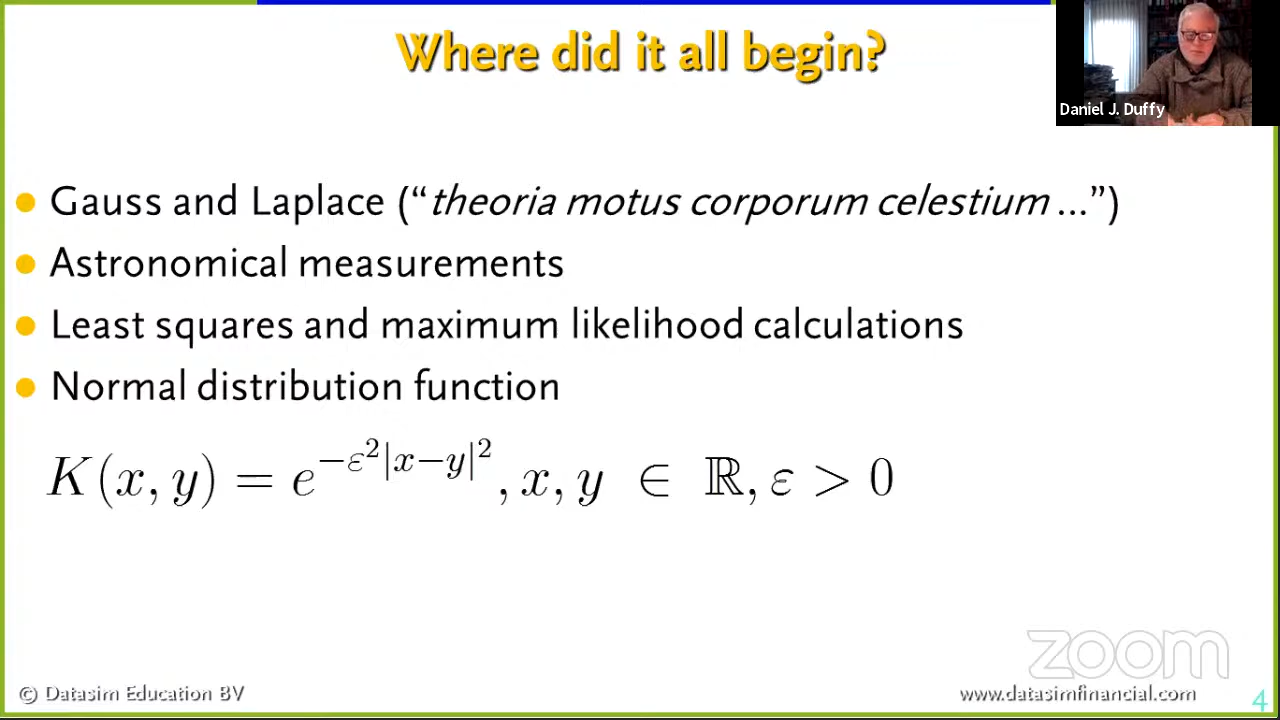 Where did it all begin?
Daniel J. Duffy
Gauss and Laplace (“theoria motus corporum celestium ...”)
Astronomical measurements
Least squares and maximum likelihood calculations
Normal distribution function
K(x, y) = e^{−ε²|x−y|²}, x, y ∈ ℝ, ε > 0
zoom
© Datasim Education BV
www.datasimfinancial.com
4